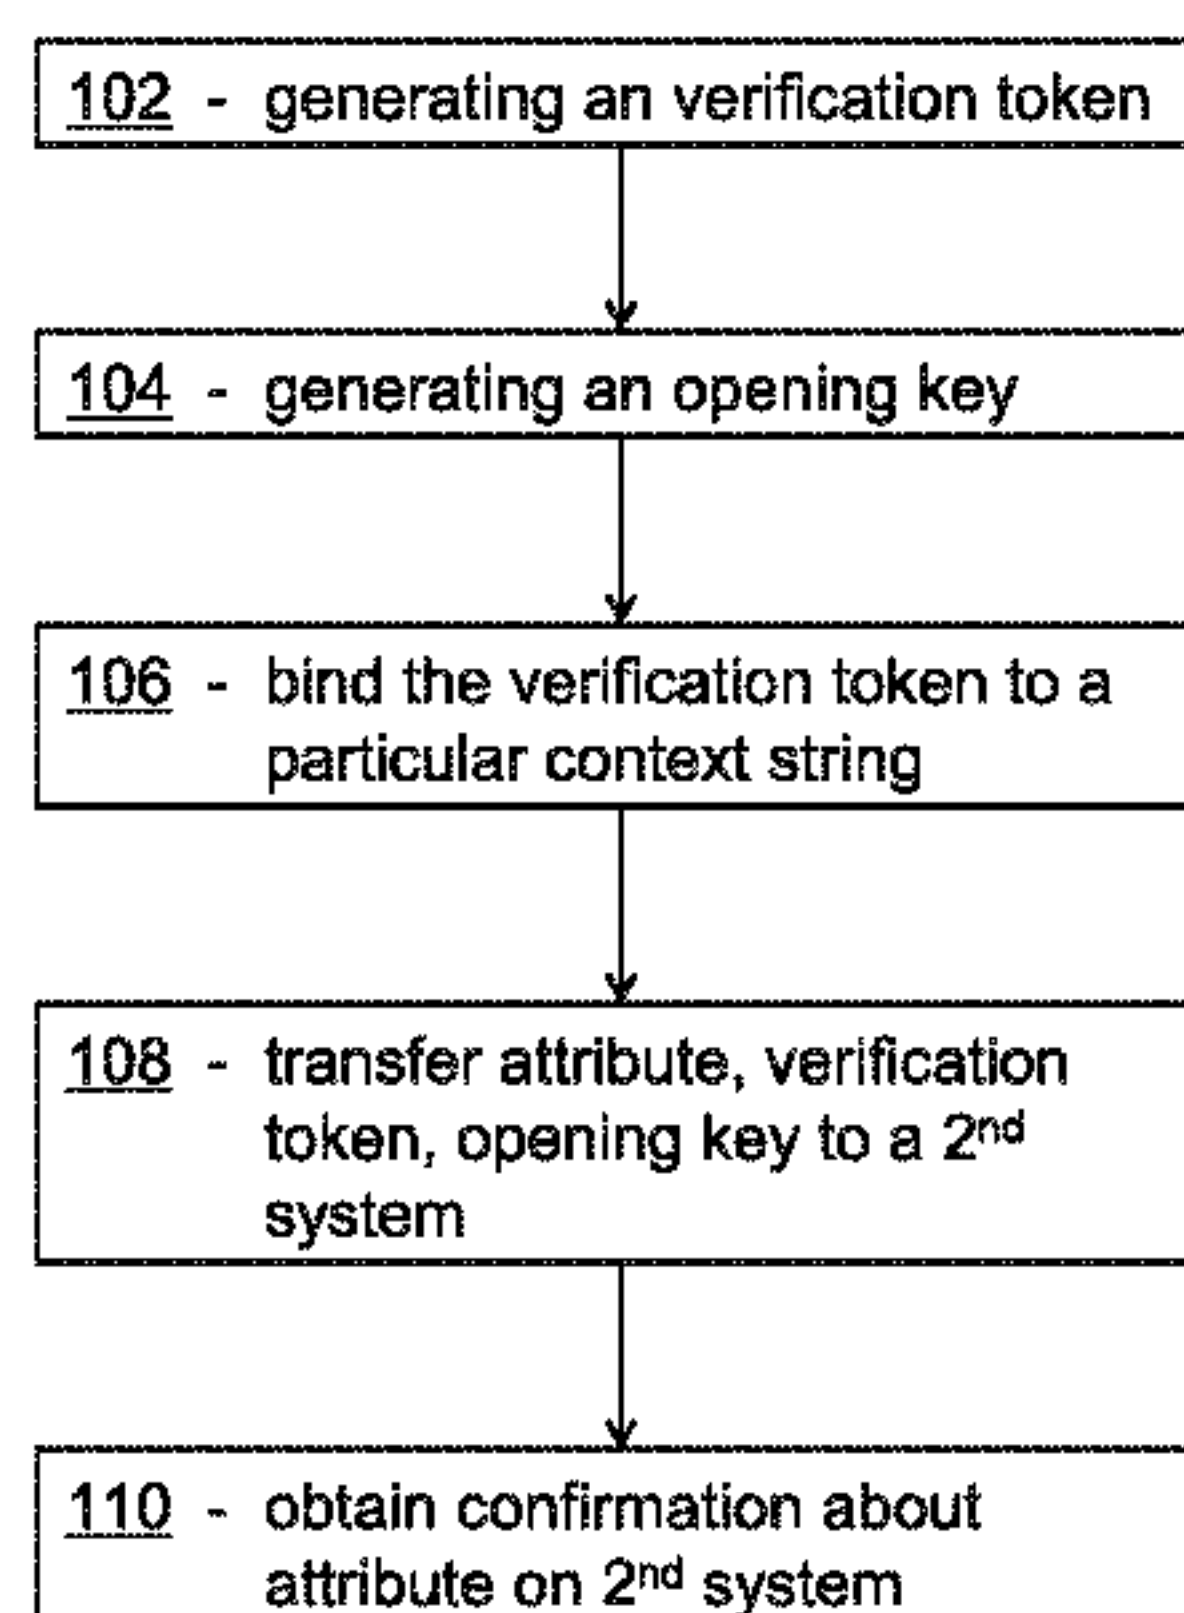 102 - generating an verification token
104 - generating an opening key
106 - bind the verification token to a
particular context string
108 - transfer attribute, verification
token, opening key to a 2nd
system
110 - obtain confirmation about
attribute on 2nd system